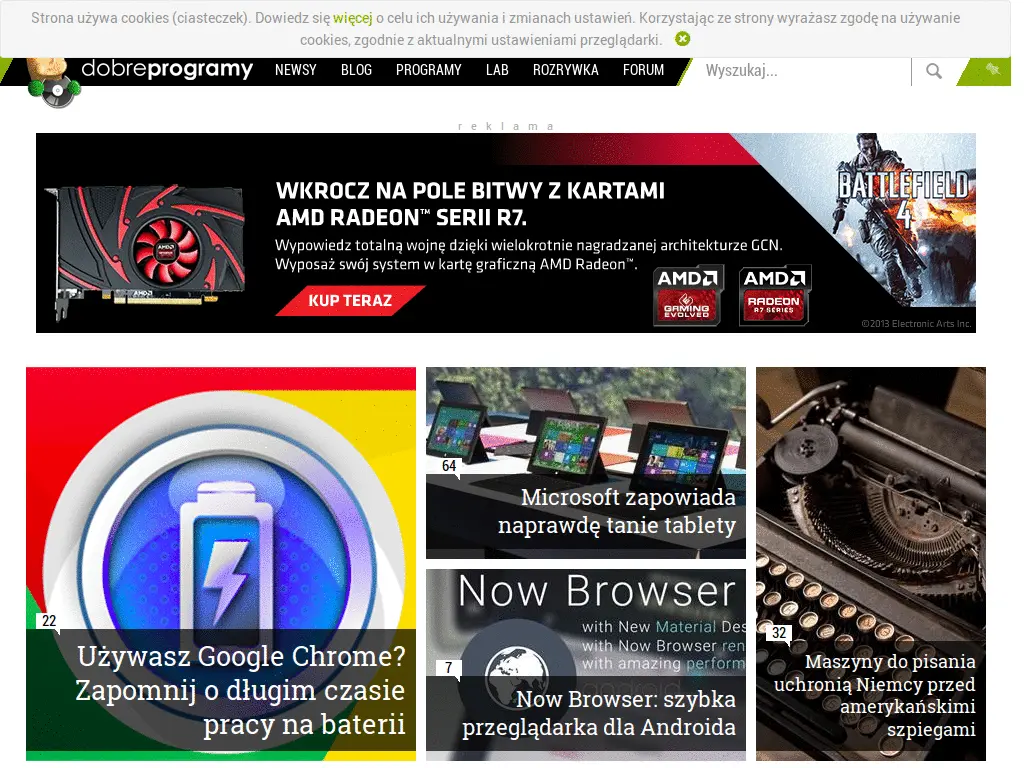 Strona używa cookies (ciasteczek). Dowiedz się więcej o celu ich używania i zmianach ustawień. Korzystając ze strony wyrażasz zgodę na używanie
cookies, zgodnie z aktualnymi ustawieniami przeglądarki.
dobreprogramy NEWSY BLOG PROGRAMY LAB ROZRYWKA FORUM Wyszukaj...
reklama
WKROCZ NA POLE BITWY Z KARTAMI
AMD RADEON™ SERII R7.
Wypowiedz totalną wojnę dzięki wielokrotnie nagradzanej architekturze GCN.
Wyposaż swój system w kartę graficzną AMD Radeon™.
KUP TERAZ
AMD
GAMING
EVOLVED
AMD
RADEON
R7 SERIES
BATTLEFIELD
4
©2013 Electronic Arts Inc.
22
Używasz Google Chrome?
Zapomnij o długim czasie
pracy na baterii
64
Microsoft zapowiada
naprawdę tanie tablety
Now Browser
with New Material Des
with Now Browser ren
with amazing perform
7
Now Browser: szybka
przeglądarka dla Androida
32
Maszyny do pisania
uchronią Niemcy przed
amerykańskimi
szpiegami